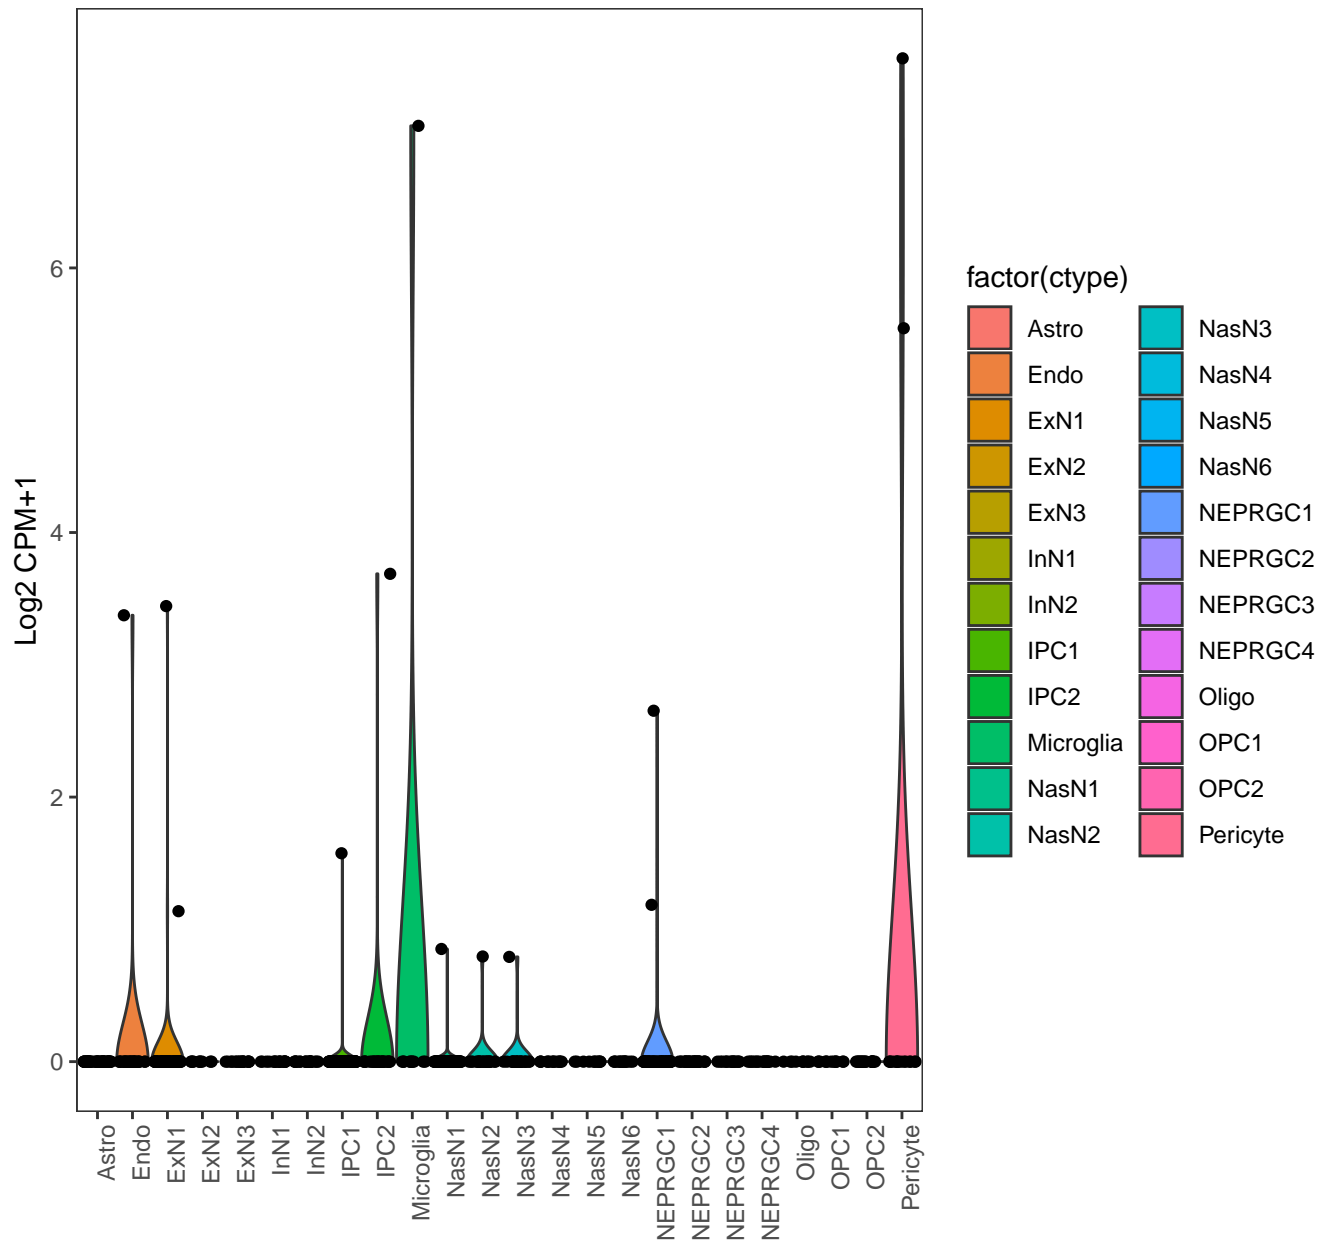 Log2 CPM+1
6
4
2
0
Astro
Endo
ExN1
ExN2
ExN3
InN1
InN2
IPC1
IPC2
Microglia
NasN1
NasN2
NasN3
NasN4
NasN5
NasN6
NEPRGC1
NEPRGC2
NEPRGC3
NEPRGC4
Oligo
OPC1
OPC2
Pericyte
factor(ctype)
Astro
Endo
ExN1
ExN2
ExN3
InN1
InN2
IPC1
IPC2
Microglia
NasN1
NasN2
NasN3
NasN4
NasN5
NasN6
NEPRGC1
NEPRGC2
NEPRGC3
NEPRGC4
Oligo
OPC1
OPC2
Pericyte